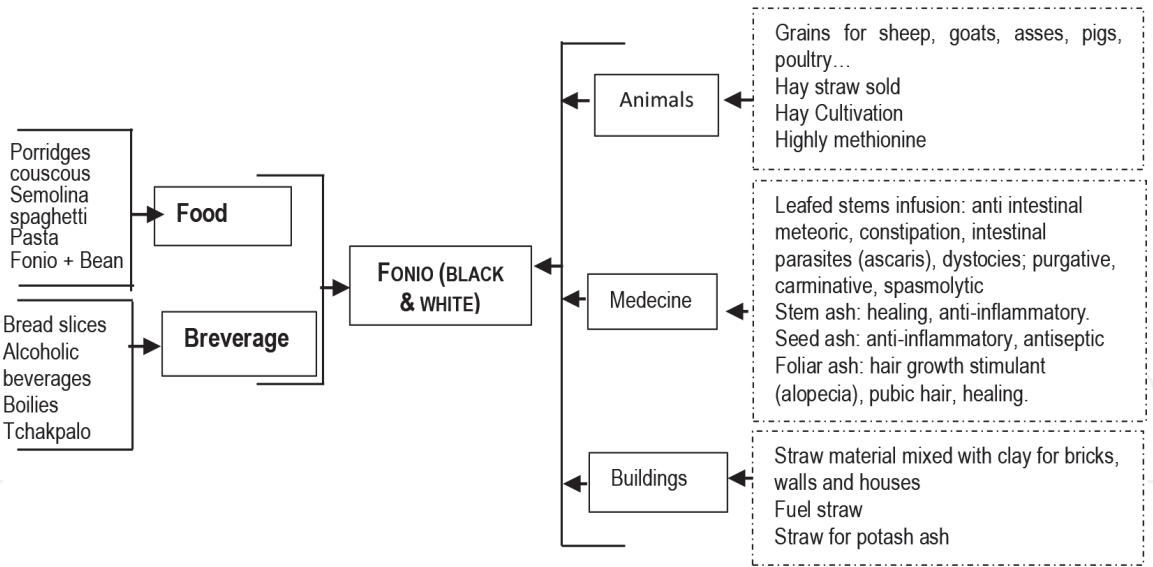 Porridges
couscous
Semolina
spaghetti
Pasta
Fonio + Bean
Food
Bread slices
Alcoholic
beverages
Boilies
Tchakpalo
Breverage
FONIO (BLACK
& WHITE)
Animals
Grains for sheep, goats, asses, pigs,
poultry…
Hay straw sold
Hay Cultivation
Highly methionine
Medecine
Leafed stems infusion: anti intestinal
meteoric, constipation, intestinal
parasites (ascaris), dystocies; purgative,
carminative, spasmolytic
Stem ash: healing, anti-inflammatory.
Seed ash: anti-inflammatory, antiseptic
Foliar ash: hair growth stimulant
(alopecia), pubic hair, healing.
Buildings
Straw material mixed with clay for bricks,
walls and houses
Fuel straw
Straw for potash ash